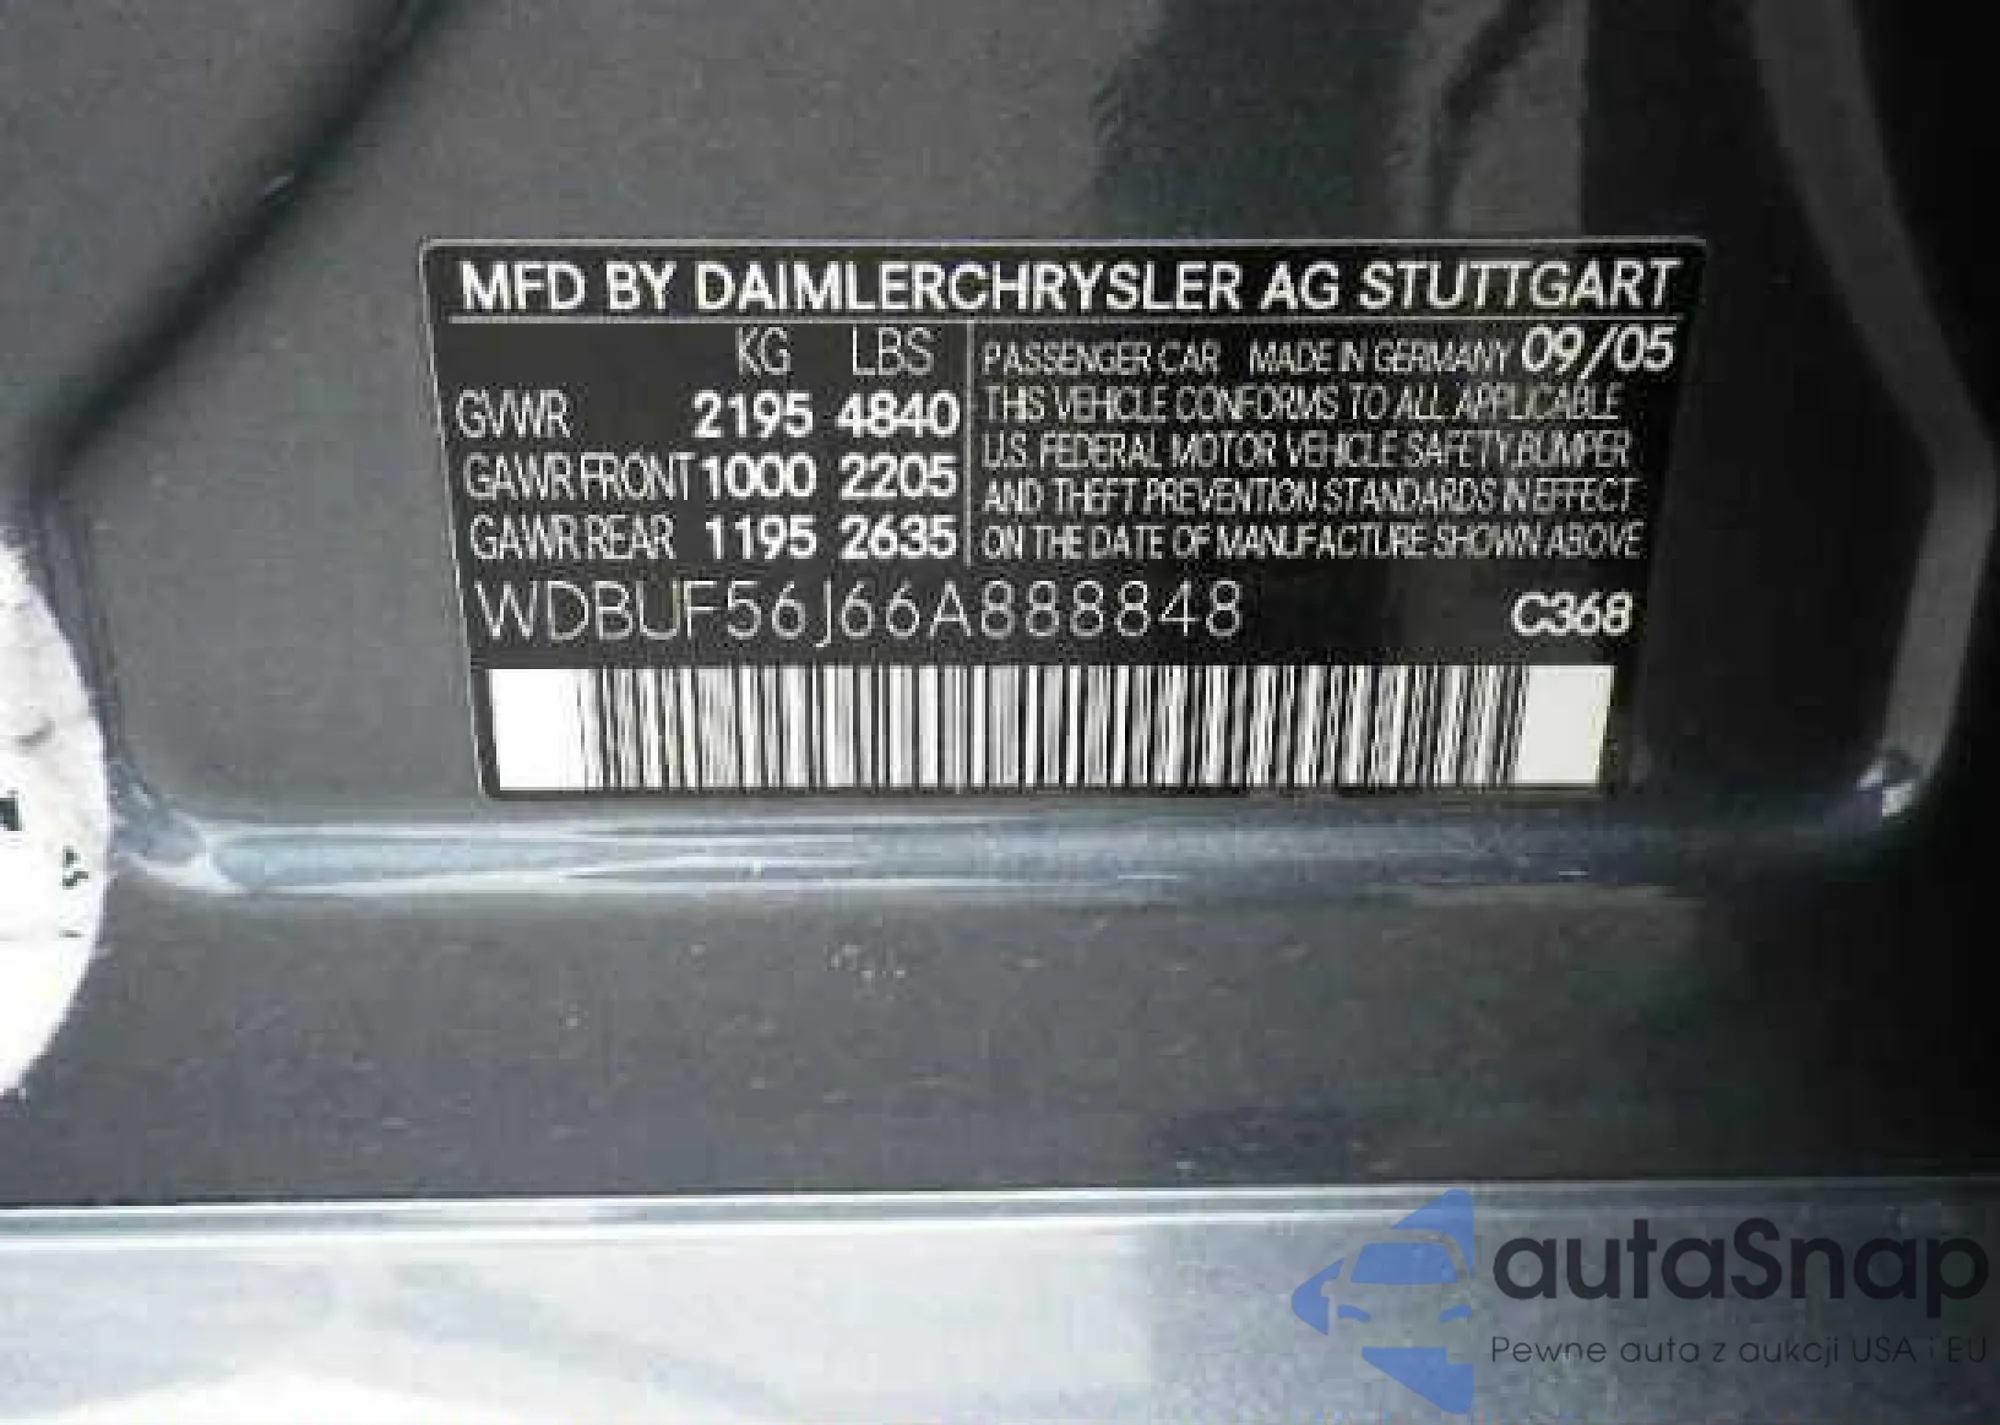 MFD BY DAIMLERCHRYSLER AG STUTTGART
KG LBS
GVWR 2195 4840
GAWR FRONT 1000 2205
GAWR REAR 1195 2635
PASSENGER CAR MADE IN GERMANY 09/05
THIS VEHICLE CONFORMS TO ALL APPLICABLE
U.S. FEDERAL MOTOR VEHICLE SAFETY, BUMPER
AND THEFT PREVENTION STANDARDS IN EFFECT
ON THE DATE OF MANUFACTURE SHOWN ABOVE
WDBUF56J66A888848 C368
autaSnap
Pewne auta z aukcji USA i EU